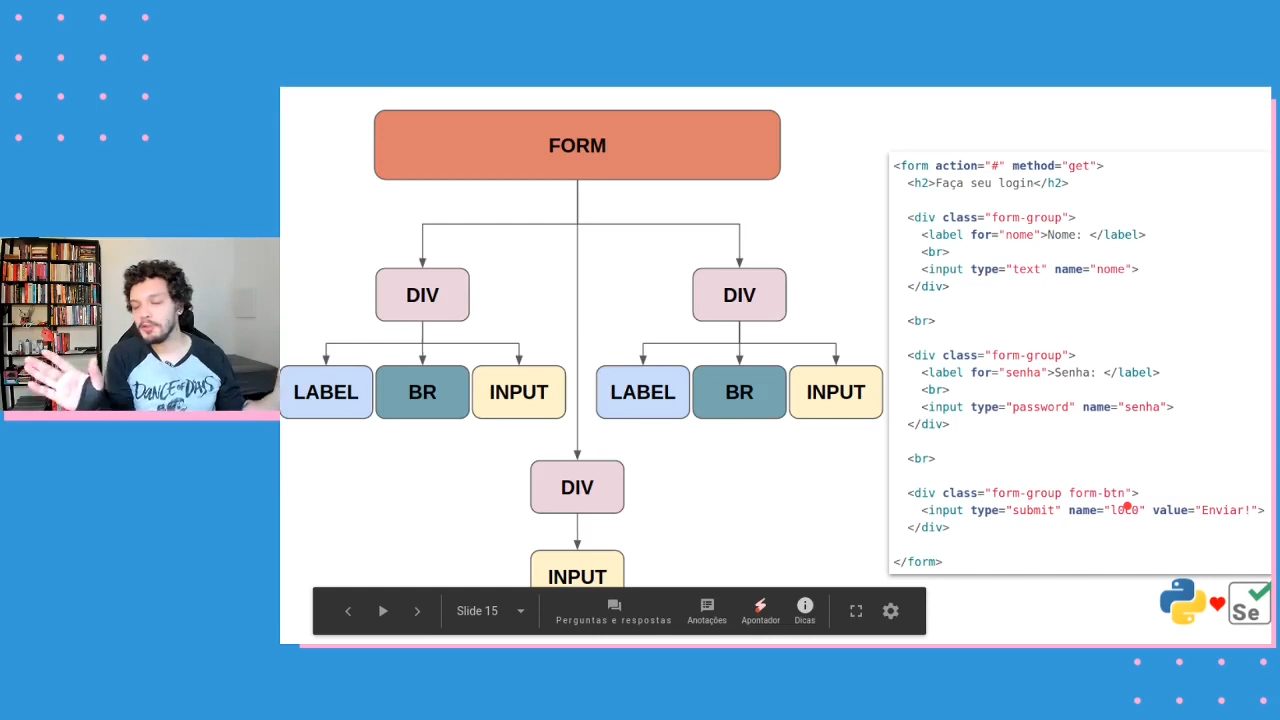 FORM
DIV
DIV
LABEL
BR
INPUT
LABEL
BR
INPUT
DIV
INPUT
<form action="#" method="get">
<h2>Faça seu login</h2>
<div class="form-group">
<label for="nome">Nome: </label>
<br>
<input type="text" name="nome">
</div>
<br>
<div class="form-group">
<label for="senha">Senha: </label>
<br>
<input type="password" name="senha">
</div>
<br>
<div class="form-group form-btn">
<input type="submit" name="l0c0" value="Enviar!">
</div>
</form>
DANCE OF DAYS
Slide 15
Perguntas e respostas
Anotações
Apontador
Dicas
Se